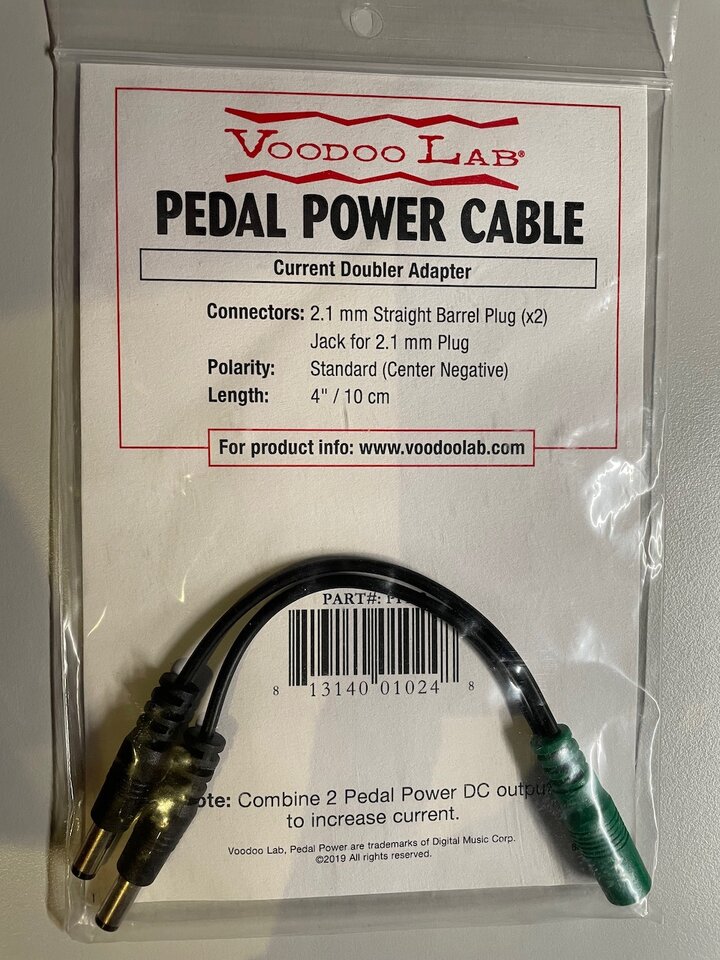 VOODOO LAB®
PEDAL POWER CABLE
Current Doubler Adapter
Connectors: 2.1 mm Straight Barrel Plug (x2)
Jack for 2.1 mm Plug
Polarity: Standard (Center Negative)
Length: 4" / 10 cm
For product info: www.voodoolab.com
PART#:
8 13140 01024 8
Combine 2 Pedal Power DC
to increase current.
Voodoo Lab, Pedal Power are trademarks of Digital Music Corp.
©2019 All rights reserved.